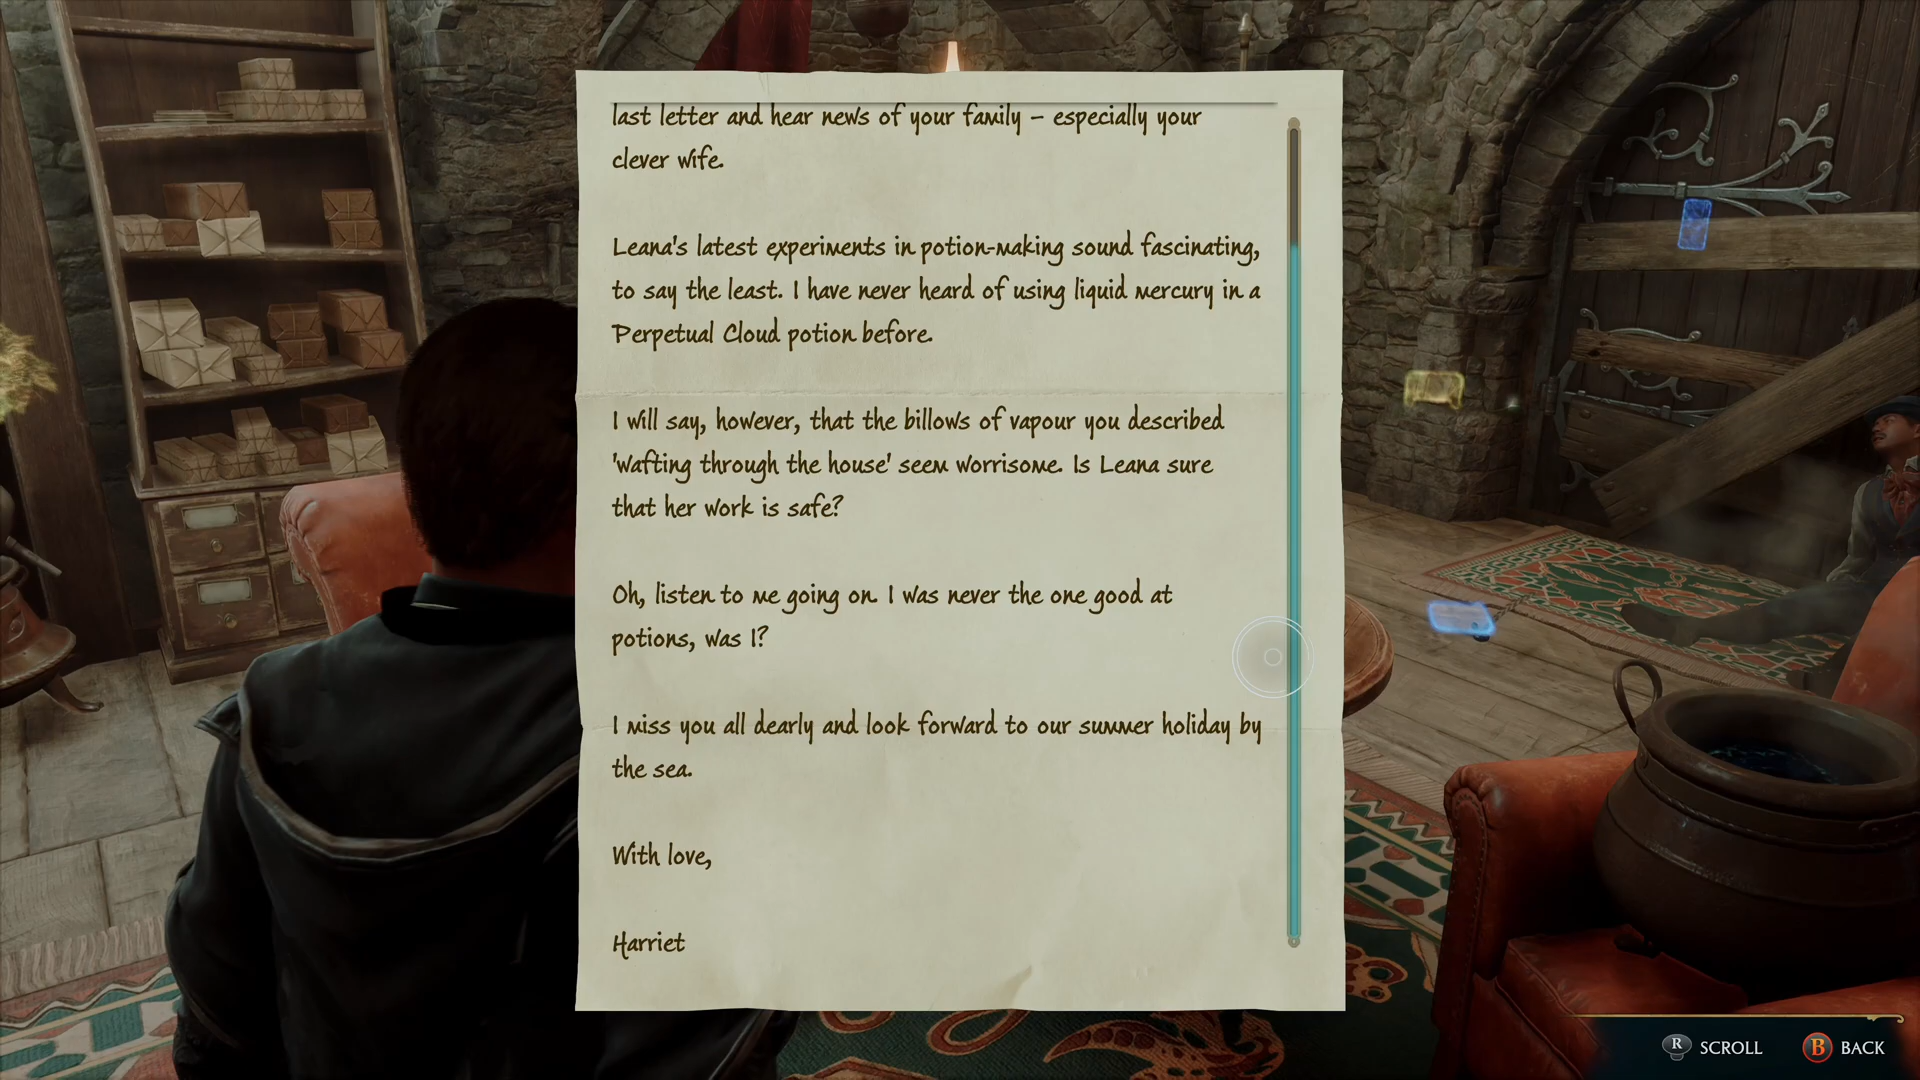 last letter and hear news of your family – especially your
clever wife.
Leana's latest experiments in potion-making sound fascinating,
to say the least. I have never heard of using liquid mercury in a
Perpetual Cloud potion before.
I will say, however, that the billows of vapour you described
'wafting through the house' seem worrisome. Is Leana sure
that her work is safe?
Oh, listen to me going on. I was never the one good at
potions, was I?
I miss you all dearly and look forward to our summer holiday by
the sea.
With love,
Harriet
R SCROLL B BACK